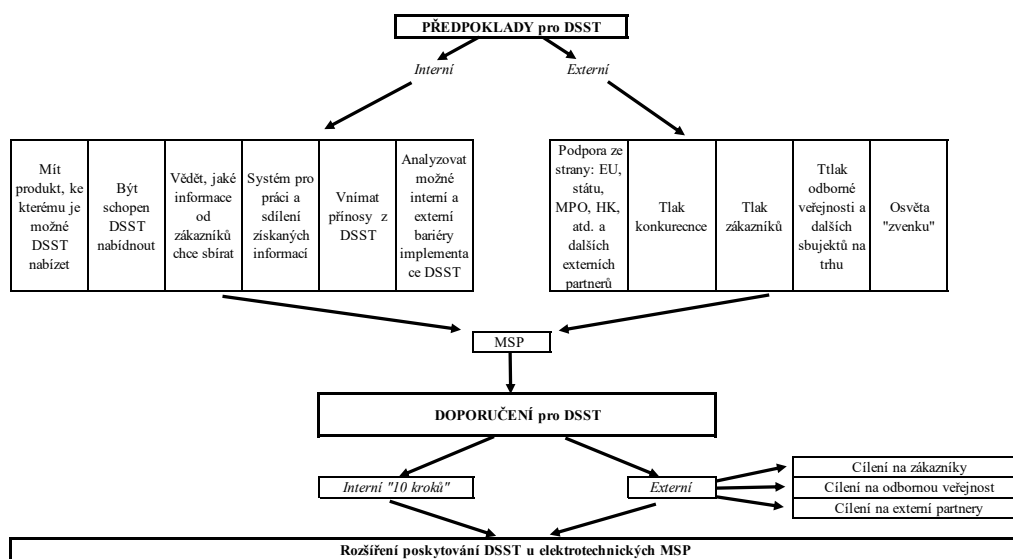 PŘEDPOKLADY pro DSST
Interní
Externí
Mít
produkt, ke
kterému je
možné
DSST
nabízet
Být
schopen
DSST
nabídnout
Vědět, jaké
informace
od
zákazníků
chce sbírat
Systém pro
práci a
sdílení
získaných
informací
Vnímat
přínosy z
DSST
Analyzovat
možné
interní a
externí
bariéry
implementa
ce DSST
Podpora ze
strany: EU,
státu,
MPO, HK,
atd. a
dalších
externích
partnerů
Tlak
konkurecnce
Tlak
zákazníků
Ttlak
odborné
veřejnosti a
dalších
sbujektů na
trhu
Osvěta
"zvenku"
MSP
DOPORUČENÍ pro DSST
Interní "10 kroků"
Externí
Cílení na zákazníky
Cílení na odbornou veřejnost
Cílení na externí partnery
Rozšíření poskytování DSST u elektrotechnických MSP